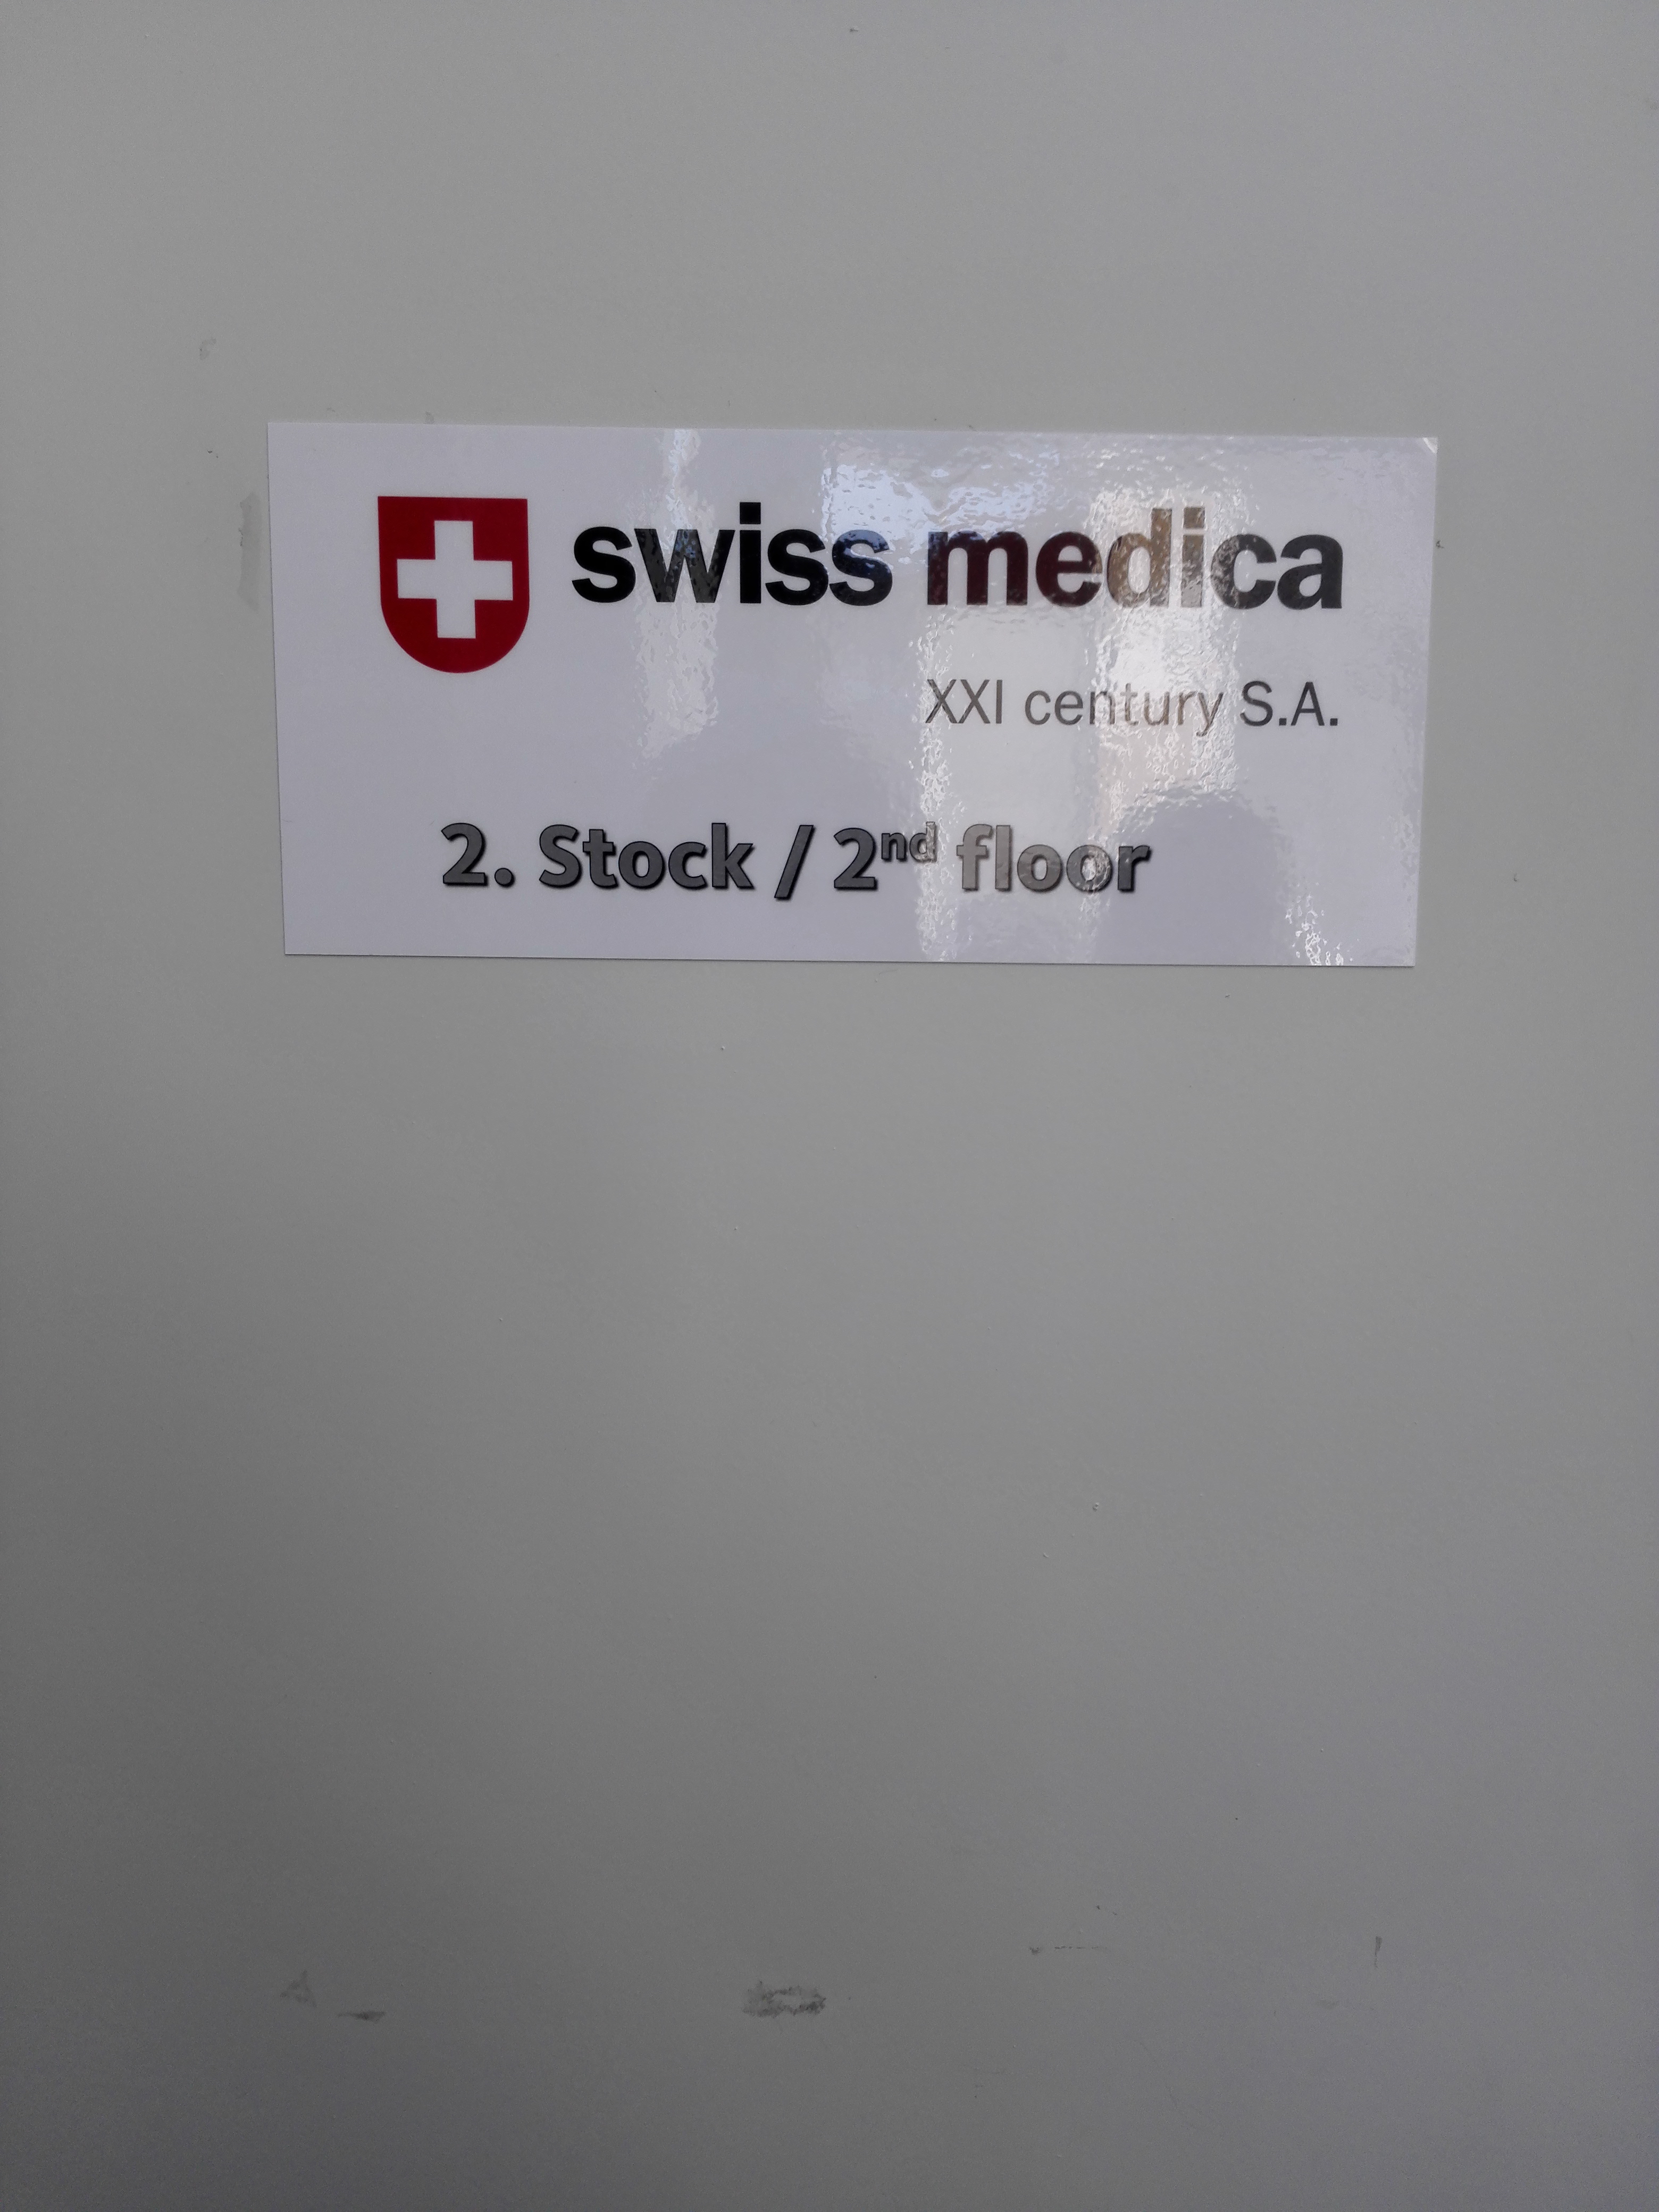 swiss medica
XXI century S.A.
2. Stock / 2nd floor